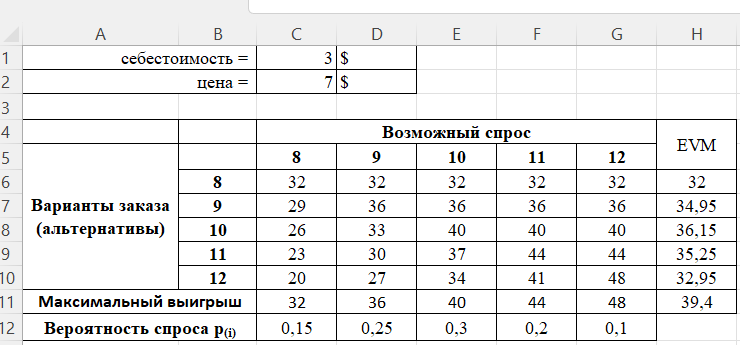 A B C D E F G H
1 себестоимость = 3 $
2 цена = 7 $
3
4 Возможный спрос EVM
5 8 9 10 11 12
6 8 32 32 32 32 32 32
7 Варианты заказа 9 29 36 36 36 36 34,95
8 (альтернативы) 10 26 33 40 40 40 36,15
9 11 23 30 37 44 44 35,25
10 12 20 27 34 41 48 32,95
11 Максимальный выигрыш 32 36 40 44 48 39,4
12 Вероятность спроса p(i) 0,15 0,25 0,3 0,2 0,1